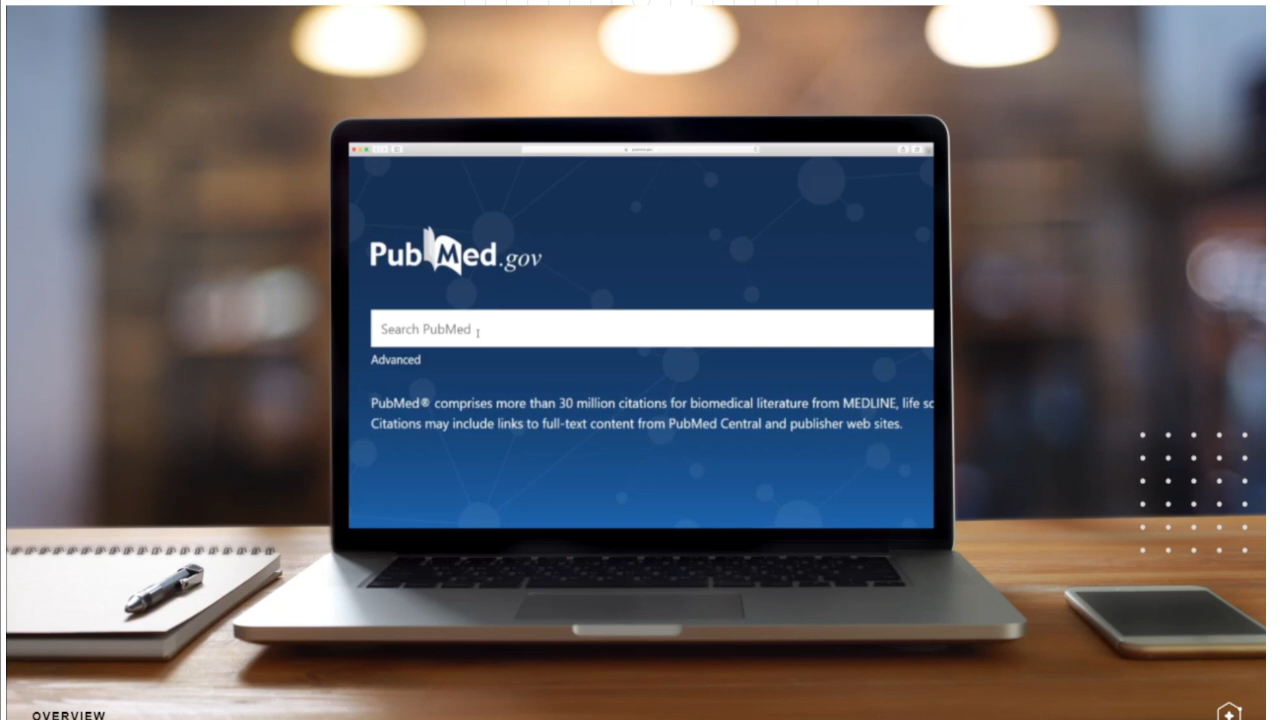 PubMed.gov
Search PubMed
Advanced
PubMed® comprises more than 30 million citations for biomedical literature from MEDLINE, life sc
Citations may include links to full-text content from PubMed Central and publisher web sites.
OVERVIEW